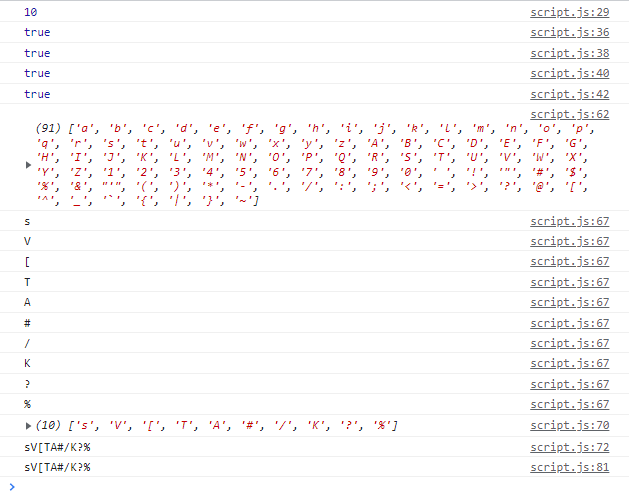 10 script.js:29
true script.js:36
true script.js:38
true script.js:40
true script.js:42
script.js:62
(91) ['a', 'b', 'c', 'd', 'e', 'f', 'g', 'h', 'i', 'j', 'k', 'l', 'm', 'n', 'o', 'p',
'q', 'r', 's', 't', 'u', 'v', 'w', 'x', 'y', 'z', 'A', 'B', 'C', 'D', 'E', 'F', 'G',
'H', 'I', 'J', 'K', 'L', 'M', 'N', 'O', 'P', 'Q', 'R', 'S', 'T', 'U', 'V', 'W', 'X',
'Y', 'Z', '1', '2', '3', '4', '5', '6', '7', '8', '9', '0', ' ', '!', '"', '#', '$',
'%', '&', "'", '(', ')', '*', '-', '.', '/', ':', ';', '<', '=', '>', '?', '@', '[',
'^', '_', '`', '{', '|', '}', '~']
s script.js:67
V script.js:67
[ script.js:67
T script.js:67
A script.js:67
# script.js:67
/ script.js:67
K script.js:67
? script.js:67
% script.js:67
(10) ['s', 'V', '[', 'T', 'A', '#', '/', 'K', '?', '%'] script.js:70
sV[TA#/K?% script.js:72
sV[TA#/K?% script.js:81